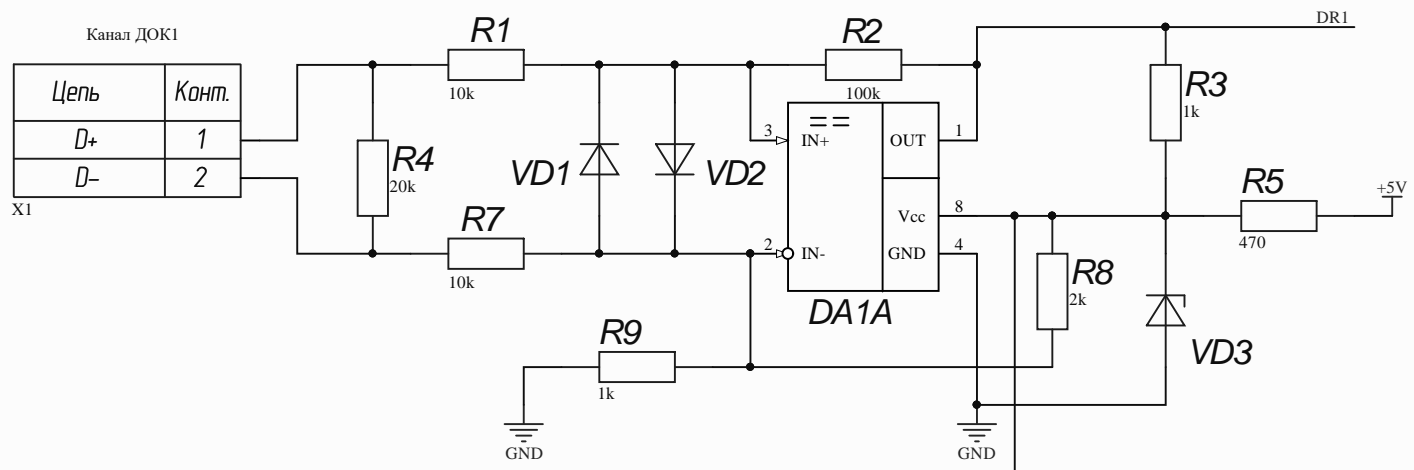 Канал ДОК1
Цепь Конт.
D+ 1
D- 2
X1
R1
10k
R4
20k
R7
10k
VD1
VD2
R2
100k
==
3 IN+ OUT 1
Vcc 8
2 IN- GND 4
DA1A
R9
1k
GND
GND
DR1
R3
1k
R5
470
+5V
R8
2k
VD3